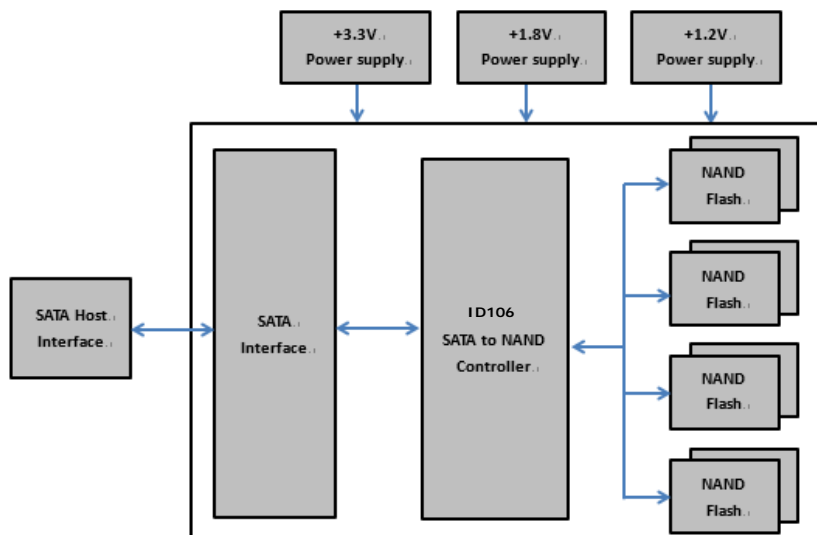 +3.3V
Power supply
+1.8V
Power supply
+1.2V
Power supply
SATA Host
Interface
SATA
Interface
ID106
SATA to NAND
Controller
NAND
Flash
NAND
Flash
NAND
Flash
NAND
Flash